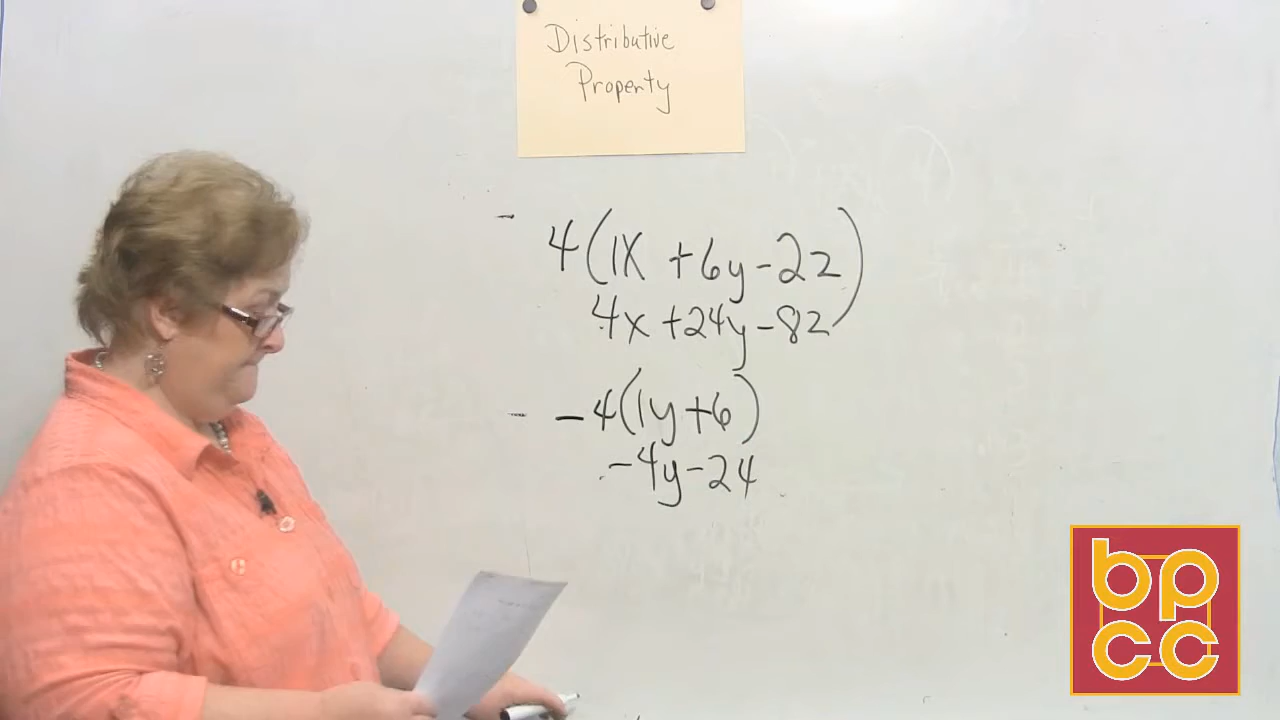 Distributive
Property
4(1x + 6y - 2z)
4x + 24y - 8z
-4(1y + 6)
-4y - 24
bp
cc